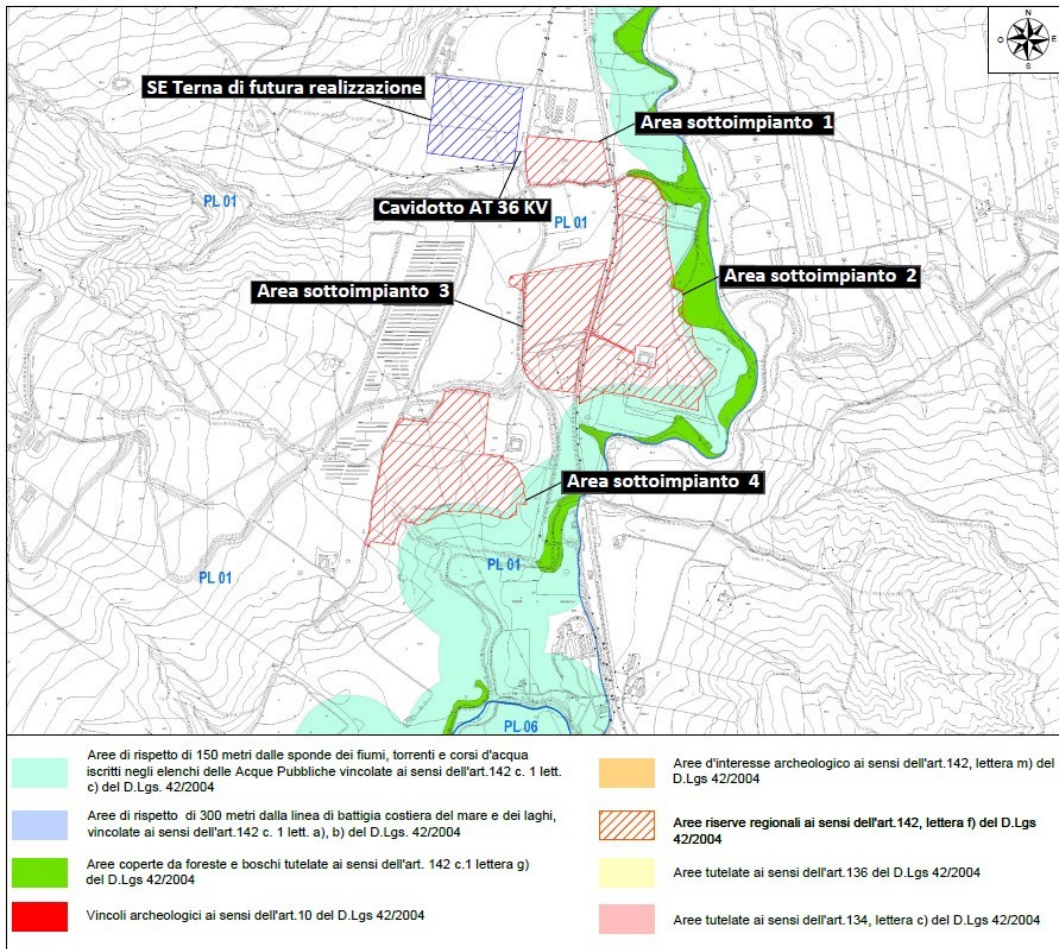 N
O
E
S
SE Terna di futura realizzazione
Area sottoimpianto 1
PL 01
Cavidotto AT 36 KV
PL 01
Area sottoimpianto 3
Area sottoimpianto 2
Area sottoimpianto 4
PL 01
PL 01
PL 06
Aree di rispetto di 150 metri dalle sponde dei fiumi, torrenti e corsi d'acqua
iscritti negli elenchi delle Acque Pubbliche vincolate ai sensi dell'art.142 c. 1 lett.
c) del D.Lgs. 42/2004
Aree di rispetto di 300 metri dalla linea di battigia costiera del mare e dei laghi,
vincolate ai sensi dell'art.142 c. 1 lett. a), b) del D.Lgs. 42/2004
Aree coperte da foreste e boschi tutelate ai sensi dell'art. 142 c.1 lettera g)
del D.Lgs 42/2004
Vincoli archeologici ai sensi dell'art.10 del D.Lgs 42/2004
Aree d'interesse archeologico ai sensi dell'art.142, lettera m) del
D.Lgs 42/2004
Aree riserve regionali ai sensi dell'art.142, lettera f) del D.Lgs
42/2004
Aree tutelate ai sensi dell'art.136 del D.Lgs 42/2004
Aree tutelate ai sensi dell'art.134, lettera c) del D.Lgs 42/2004